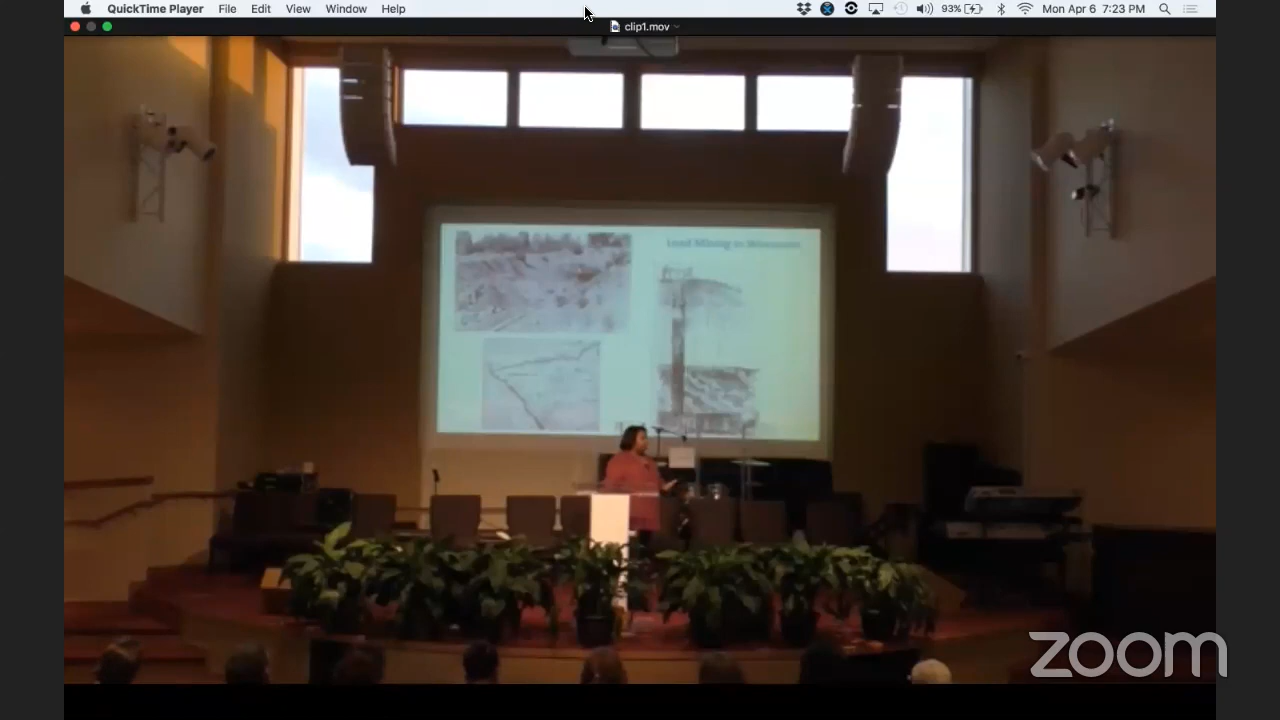 QuickTime Player File Edit View Window Help 93% Mon Apr 6 7:23 PM
clip1.mov
Lead Mining in Wisconsin
zoom